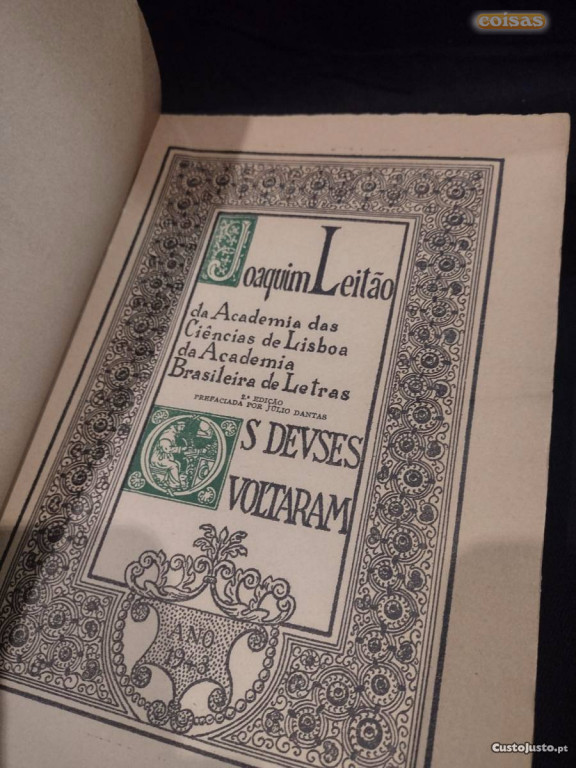 coisas
Joaquim Leitão
da Academia das
Ciências de Lisboa
da Academia
Brasileira de Letras
2.ª EDIÇÃO
PREFACIADA POR JÚLIO DANTAS
OS DEVSES
VOLTARAM
ANO
CustoJusto.pt